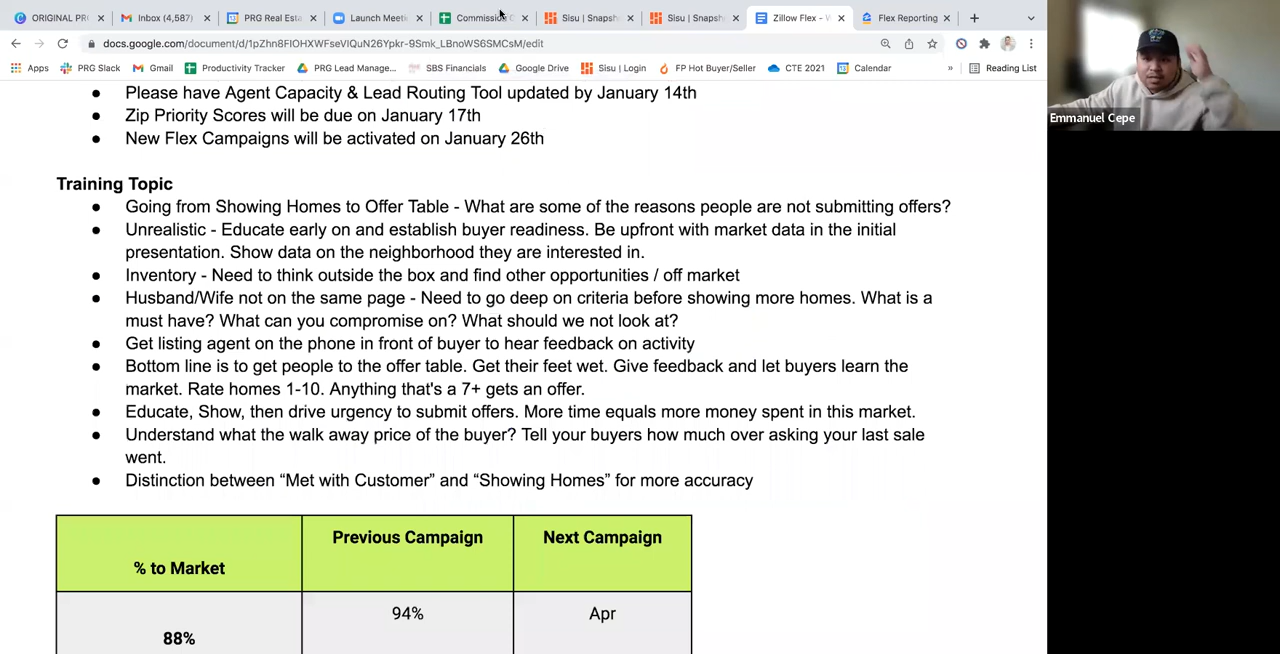 ORIGINAL PR
Inbox (4,587)
PRG Real Esta
Launch Meeti
Commission C
Sisu | Snapsh
Sisu | Snapsh
Zillow Flex -
Flex Reporting
docs.google.com/document/d/1pZhn8FIOHXWFseVlQuN26Ypkr-9Smk_LBnoWS6SMCsM/edit
Apps
PRG Slack
Gmail
Productivity Tracker
PRG Lead Manage...
SBS Financials
Google Drive
Sisu | Login
FP Hot Buyer/Seller
CTE 2021
Calendar
»
Reading List
Emmanuel Cepe
● Please have Agent Capacity & Lead Routing Tool updated by January 14th
● Zip Priority Scores will be due on January 17th
● New Flex Campaigns will be activated on January 26th
Training Topic
● Going from Showing Homes to Offer Table - What are some of the reasons people are not submitting offers?
● Unrealistic - Educate early on and establish buyer readiness. Be upfront with market data in the initial
presentation. Show data on the neighborhood they are interested in.
● Inventory - Need to think outside the box and find other opportunities / off market
● Husband/Wife not on the same page - Need to go deep on criteria before showing more homes. What is a
must have? What can you compromise on? What should we not look at?
● Get listing agent on the phone in front of buyer to hear feedback on activity
● Bottom line is to get people to the offer table. Get their feet wet. Give feedback and let buyers learn the
market. Rate homes 1-10. Anything that's a 7+ gets an offer.
● Educate, Show, then drive urgency to submit offers. More time equals more money spent in this market.
● Understand what the walk away price of the buyer? Tell your buyers how much over asking your last sale
went.
● Distinction between “Met with Customer” and “Showing Homes” for more accuracy
% to Market
Previous Campaign
Next Campaign
88%
94%
Apr